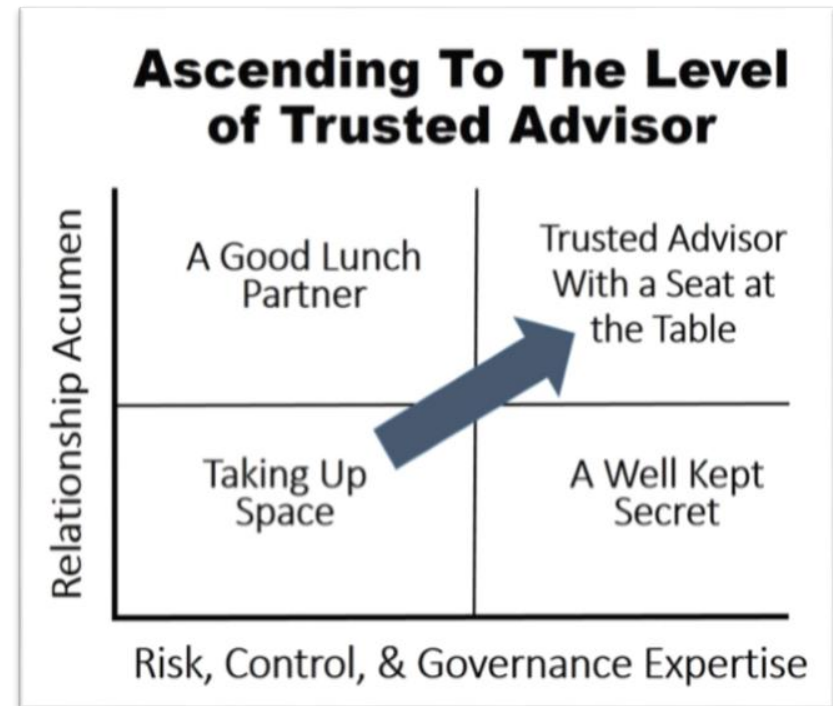 Ascending To The Level
of Trusted Advisor
Relationship Acumen
A Good Lunch
Partner
Trusted Advisor
With a Seat at
the Table
Taking Up
Space
A Well Kept
Secret
Risk, Control, & Governance Expertise